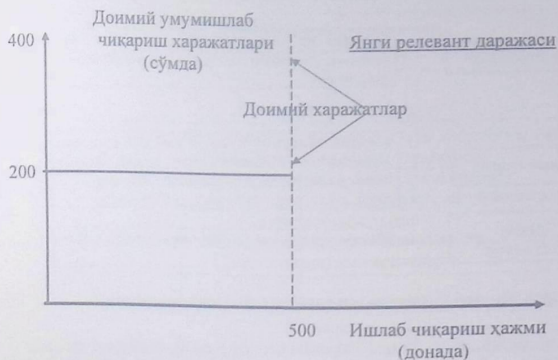 400
Доимий умумишлаб
чиқариш харажатлари
(сўмда)
Янги релевант даражаси
Доимий харажатлар
200
500
Ишлаб чиқариш ҳажми
(донада)